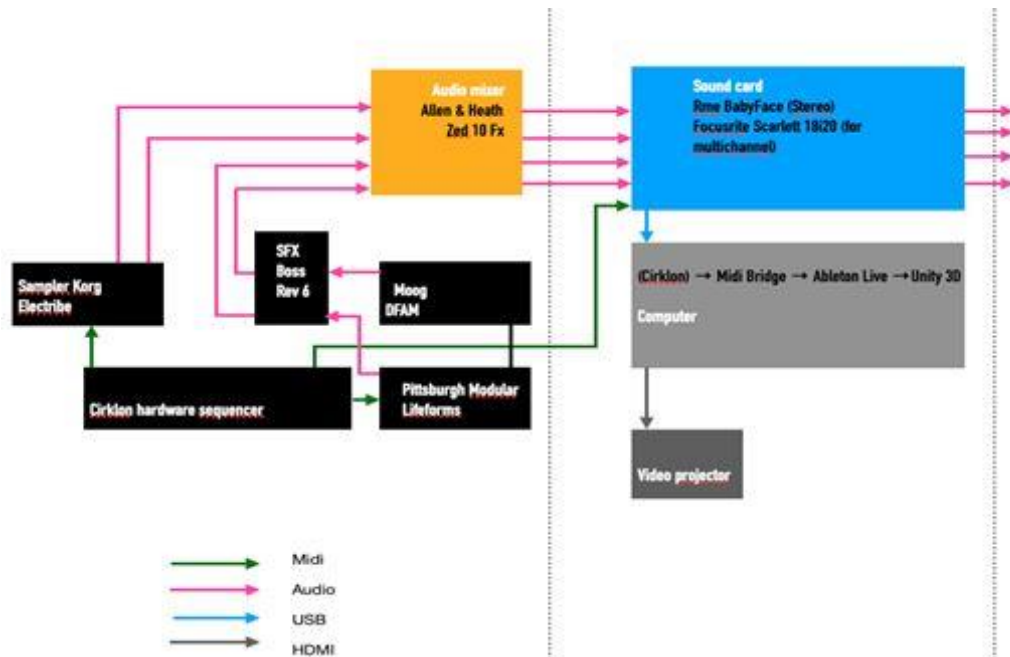 Audio mixer
Allen & Heath
Zed 10 Fx
Sound card
Rme BabyFace (Stereo)
Focusrite Scarlett 18i20 (for
multichannel)
SFX
Boss
Rev 6
Sampler Korg
Electribe
Moog
DFAM
(Cirklon) → Midi Bridge → Ableton Live → Unity 3D
Computer
Cirklon hardware sequencer
Pittsburgh Modular
Lifeforms
Video projector
Midi
Audio
USB
HDMI